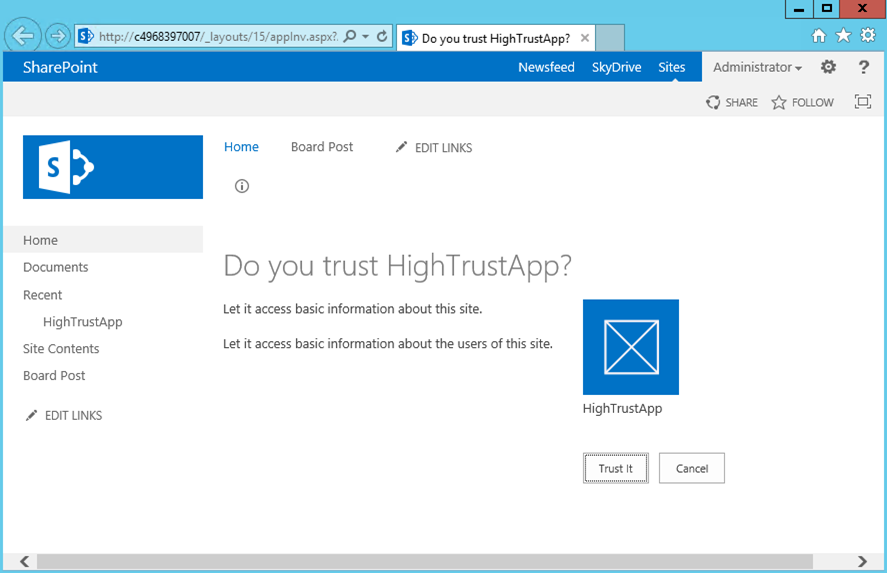 http://c4968397007/_layouts/15/appInv.aspx?.
Do you trust HighTrustApp?
SharePoint
Newsfeed SkyDrive Sites Administrator ?
SHARE FOLLOW
S
Home Board Post EDIT LINKS
Home
Documents
Recent
HighTrustApp
Site Contents
Board Post
EDIT LINKS
Do you trust HighTrustApp?
Let it access basic information about this site.
Let it access basic information about the users of this site.
HighTrustApp
Trust It Cancel